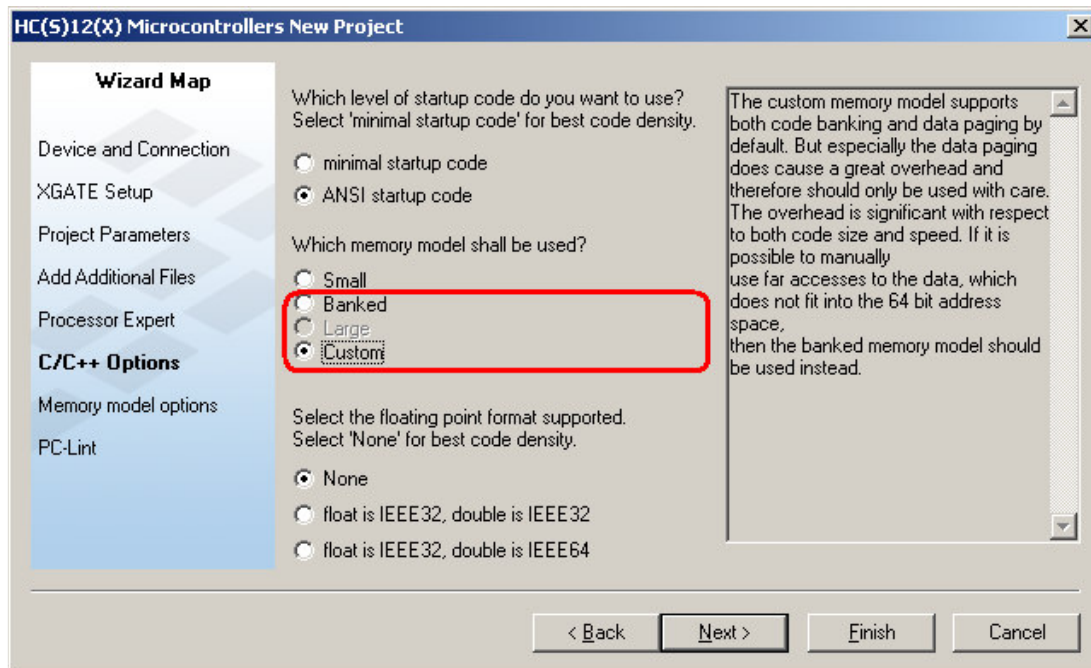 HC(S)12(X) Microcontrollers New Project
Wizard Map
Device and Connection
XGATE Setup
Project Parameters
Add Additional Files
Processor Expert
C/C++ Options
Memory model options
PC-Lint
Which level of startup code do you want to use?
Select 'minimal startup code' for best code density.
minimal startup code
ANSI startup code
Which memory model shall be used?
Small
Banked
Large
Custom
Select the floating point format supported.
Select 'None' for best code density.
None
float is IEEE32, double is IEEE32
float is IEEE32, double is IEEE64
The custom memory model supports
both code banking and data paging by
default. But especially the data paging
does cause a great overhead and
therefore should only be used with care.
The overhead is significant with respect
to both code size and speed. If it is
possible to manually
use far accesses to the data, which
does not fit into the 64 bit address
space,
then the banked memory model should
be used instead.
< Back
Next >
Finish
Cancel